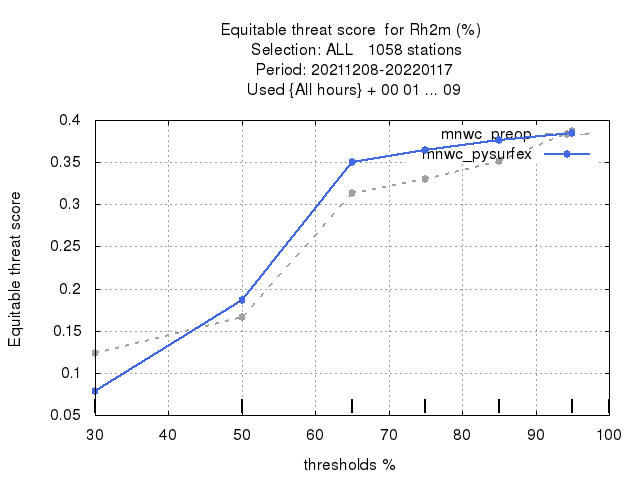 Equitable threat score for Rh2m (%)
Selection: ALL 1058 stations
Period: 20211208-20220117
Used {All hours} + 00 01 ... 09
Equitable threat score
0.4
0.35
0.3
0.25
0.2
0.15
0.1
0.05
mnwc_preop
mnwc_pysurfex
30 40 50 60 70 80 90 100
thresholds %